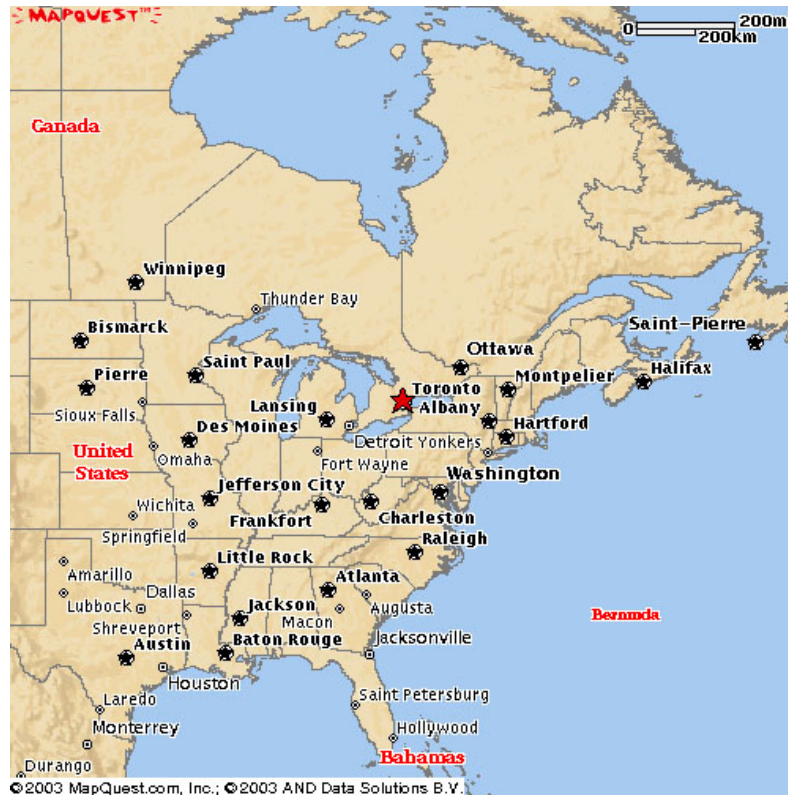 MAPQUEST™
0 200m
200km
Canada
Winnipeg
Thunder Bay
Bismarck
Saint-Pierre
Ottawa
Saint Paul
Pierre
Toronto
Montpelier
Halifax
Lansing
Albany
Sioux Falls
Des Moines
Hartford
Detroit
Yonkers
United
States
Omaha
Fort Wayne
Washington
Jefferson City
Wichita
Frankfort
Charleston
Springfield
Raleigh
Little Rock
Amarillo
Atlanta
Dallas
Lubbock
Jackson
Macon
Augusta
Bermuda
Shreveport
Austin
Baton Rouge
Jacksonville
Houston
Laredo
Saint Petersburg
Monterrey
Hollywood
Bahamas
Durango
©2003 MapQuest.com, Inc.; ©2003 AND Data Solutions B.V.